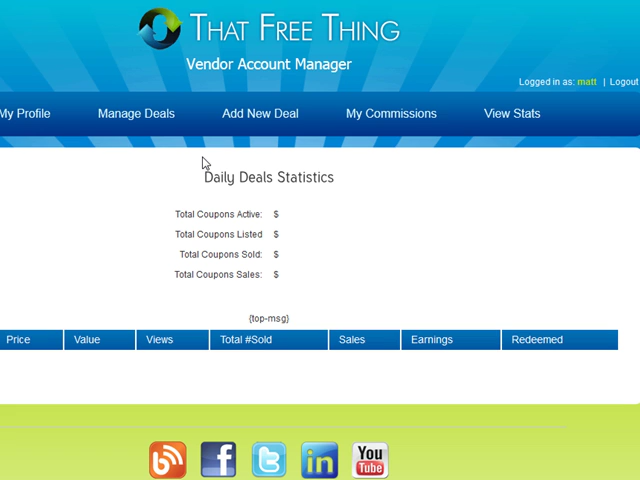 THAT FREE THING
Vendor Account Manager
Logged in as: matt | Logout
My Profile Manage Deals Add New Deal My Commissions View Stats
Daily Deals Statistics
Total Coupons Active: $
Total Coupons Listed $
Total Coupons Sold: $
Total Coupons Sales: $
{top-msg}
Price Value Views Total #Sold Sales Earnings Redeemed
You
Tube